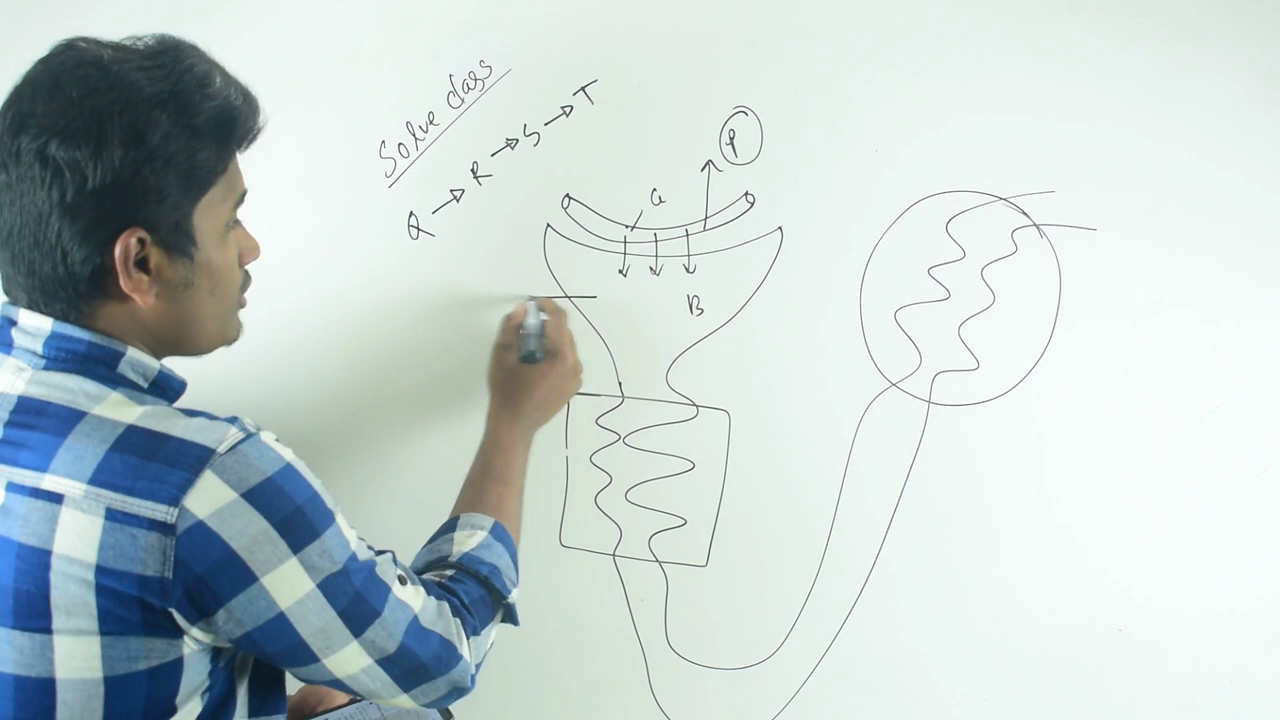 Solve class
Q → R → S → T
P
G
B